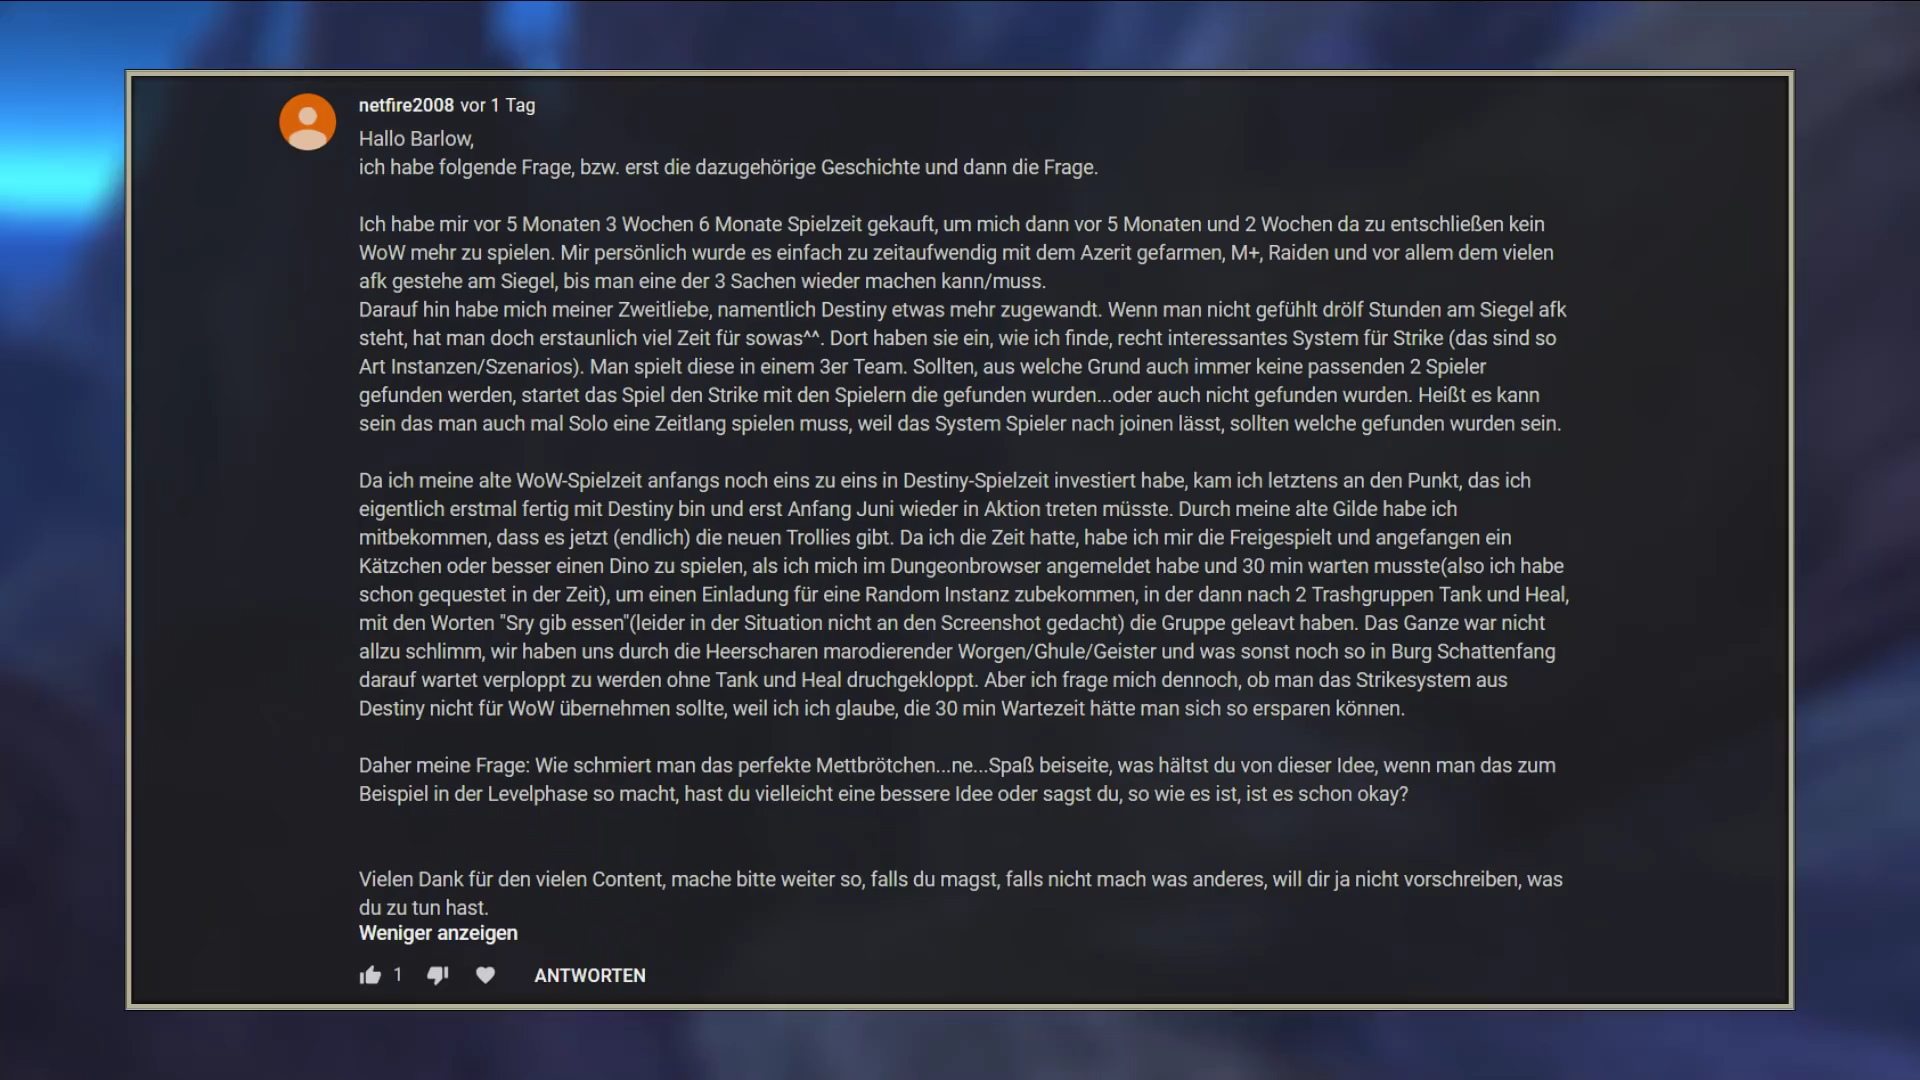 netfire2008 vor 1 Tag
Hallo Barlow,
ich habe folgende Frage, bzw. erst die dazugehörige Geschichte und dann die Frage.
Ich habe mir vor 5 Monaten 3 Wochen 6 Monate Spielzeit gekauft, um mich dann vor 5 Monaten und 2 Wochen da zu entschließen kein
WoW mehr zu spielen. Mir persönlich wurde es einfach zu zeitaufwendig mit dem Azerit gefarmen, M+, Raiden und vor allem dem vielen
afk gestehe am Siegel, bis man eine der 3 Sachen wieder machen kann/muss.
Darauf hin habe mich meiner Zweitliebe, namentlich Destiny etwas mehr zugewandt. Wenn man nicht gefühlt drölf Stunden am Siegel afk
steht, hat man doch erstaunlich viel Zeit für sowas^^. Dort haben sie ein, wie ich finde, recht interessantes System für Strike (das sind so
Art Instanzen/Szenarios). Man spielt diese in einem 3er Team. Sollten, aus welche Grund auch immer keine passenden 2 Spieler
gefunden werden, startet das Spiel den Strike mit den Spielern die gefunden wurden...oder auch nicht gefunden wurden. Heißt es kann
sein das man auch mal Solo eine Zeitlang spielen muss, weil das System Spieler nach joinen lässt, sollten welche gefunden wurden sein.
Da ich meine alte WoW-Spielzeit anfangs noch eins zu eins in Destiny-Spielzeit investiert habe, kam ich letztens an den Punkt, das ich
eigentlich erstmal fertig mit Destiny bin und erst Anfang Juni wieder in Aktion treten müsste. Durch meine alte Gilde habe ich
mitbekommen, dass es jetzt (endlich) die neuen Trollies gibt. Da ich die Zeit hatte, habe ich mir die Freigespielt und angefangen ein
Kätzchen oder besser einen Dino zu spielen, als ich mich im Dungeonbrowser angemeldet habe und 30 min warten musste(also ich habe
schon gequestet in der Zeit), um einen Einladung für eine Random Instanz zubekommen, in der dann nach 2 Trashgruppen Tank und Heal,
mit den Worten "Sry gib essen"(leider in der Situation nicht an den Screenshot gedacht) die Gruppe geleavt haben. Das Ganze war nicht
allzu schlimm, wir haben uns durch die Heerscharen marodierender Worgen/Ghule/Geister und was sonst noch so in Burg Schattenfang
darauf wartet verploppt zu werden ohne Tank und Heal druchgekloppt. Aber ich frage mich dennoch, ob man das Strikesystem aus
Destiny nicht für WoW übernehmen sollte, weil ich ich glaube, die 30 min Wartezeit hätte man sich so ersparen können.
Daher meine Frage: Wie schmiert man das perfekte Mettbrötchen...ne...Spaß beiseite, was hältst du von dieser Idee, wenn man das zum
Beispiel in der Levelphase so macht, hast du vielleicht eine bessere Idee oder sagst du, so wie es ist, ist es schon okay?
Vielen Dank für den vielen Content, mache bitte weiter so, falls du magst, falls nicht mach was anderes, will dir ja nicht vorschreiben, was
du zu tun hast.
Weniger anzeigen
1 ANTWORTEN